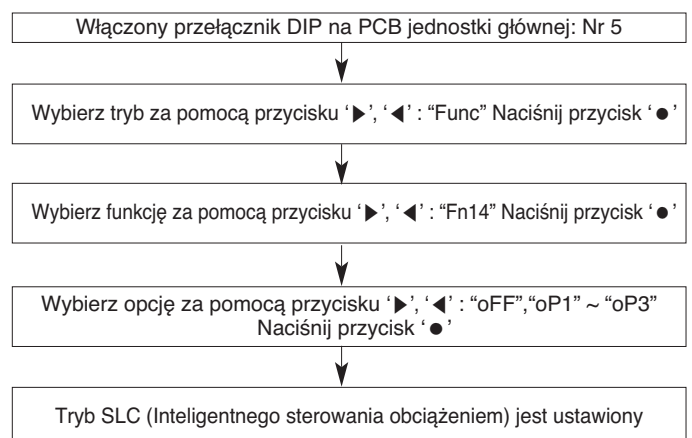 Włączony przełącznik DIP na PCB jednostki głównej: Nr 5
Wybierz tryb za pomocą przycisku ‘▶’, ‘◀’ : “Func” Naciśnij przycisk ‘●’
Wybierz funkcję za pomocą przycisku ‘▶’, ‘◀’ : “Fn14” Naciśnij przycisk ‘●’
Wybierz opcję za pomocą przycisku ‘▶’, ‘◀’ : “oFF”,“oP1” ~ “oP3”
Naciśnij przycisk ‘●’
Tryb SLC (Inteligentnego sterowania obciążeniem) jest ustawiony